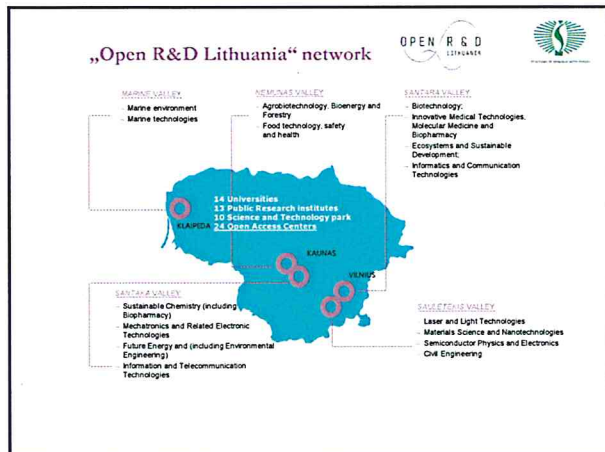 „Open R&D Lithuania“ network
OPEN R & D
LITHUANIA
MARINE VALLEY
- Marine environment
- Marine technologies
NEMUNAS VALLEY
- Agrobiotechnology, Bioenergy and
Forestry
- Food technology, safety
and health
SANTARA VALLEY
- Biotechnology;
- Innovative Medical Technologies,
Molecular Medicine and
Biopharmacy
- Ecosystems and Sustainable
Development;
- Informatics and Communication
Technologies
14 Universities
13 Public Research institutes
10 Science and Technology park
24 Open Access Centers
KLAIPEDA
KAUNAS
VILNIUS
SANTAKA VALLEY
- Sustainable Chemistry (including
Biopharmacy)
- Mechatronics and Related Electronic
Technologies
- Future Energy and (including Environmental
Engineering)
- Information and Telecommunication
Technologies
SAULETEKIS VALLEY
Laser and Light Technologies
- Materials Science and Nanotechnologies
- Semiconductor Physics and Electronics
Civil Engineering